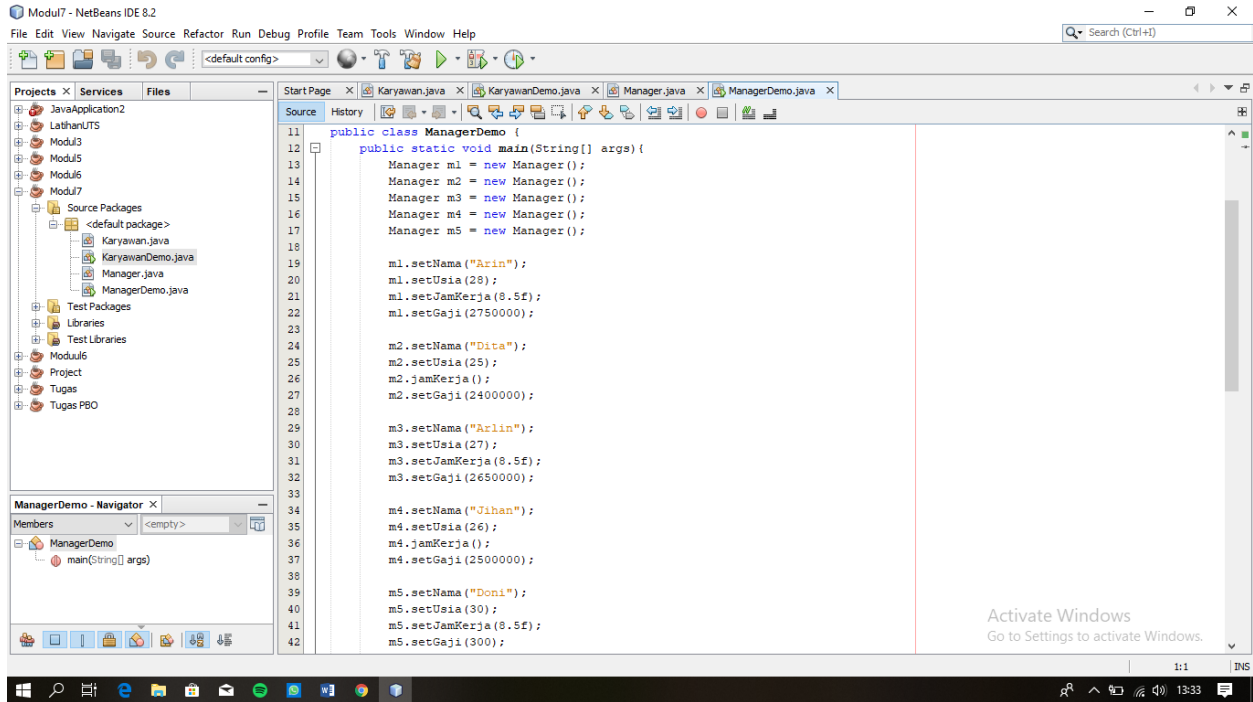 Modul7 - NetBeans IDE 8.2
File Edit View Navigate Source Refactor Run Debug Profile Team Tools Window Help
Search (Ctrl+I)
<default config>
Projects Services Files
JavaApplication2
LatihanUTS
Modul3
Modul5
Modul6
Modul7
Source Packages
<default package>
Karyawan.java
KaryawanDemo.java
Manager.java
ManagerDemo.java
Test Packages
Libraries
Test Libraries
Moduul6
Project
Tugas
Tugas PBO
ManagerDemo - Navigator
Members <empty>
ManagerDemo
main(String[] args)
Start Page Karyawan.java KaryawanDemo.java Manager.java ManagerDemo.java
Source History
11 public class ManagerDemo {
12 public static void main(String[] args){
13 Manager m1 = new Manager();
14 Manager m2 = new Manager();
15 Manager m3 = new Manager();
16 Manager m4 = new Manager();
17 Manager m5 = new Manager();
18
19 m1.setNama("Arin");
20 m1.setUsia(28);
21 m1.setJamKerja(8.5f);
22 m1.setGaji(2750000);
23
24 m2.setNama("Dita");
25 m2.setUsia(25);
26 m2.jamKerja();
27 m2.setGaji(2400000);
28
29 m3.setNama("Arlin");
30 m3.setUsia(27);
31 m3.setJamKerja(8.5f);
32 m3.setGaji(2650000);
33
34 m4.setNama("Jihan");
35 m4.setUsia(26);
36 m4.jamKerja();
37 m4.setGaji(2500000);
38
39 m5.setNama("Doni");
40 m5.setUsia(30);
41 m5.setJamKerja(8.5f);
42 m5.setGaji(300);
Activate Windows
Go to Settings to activate Windows.
1:1 INS
13:33